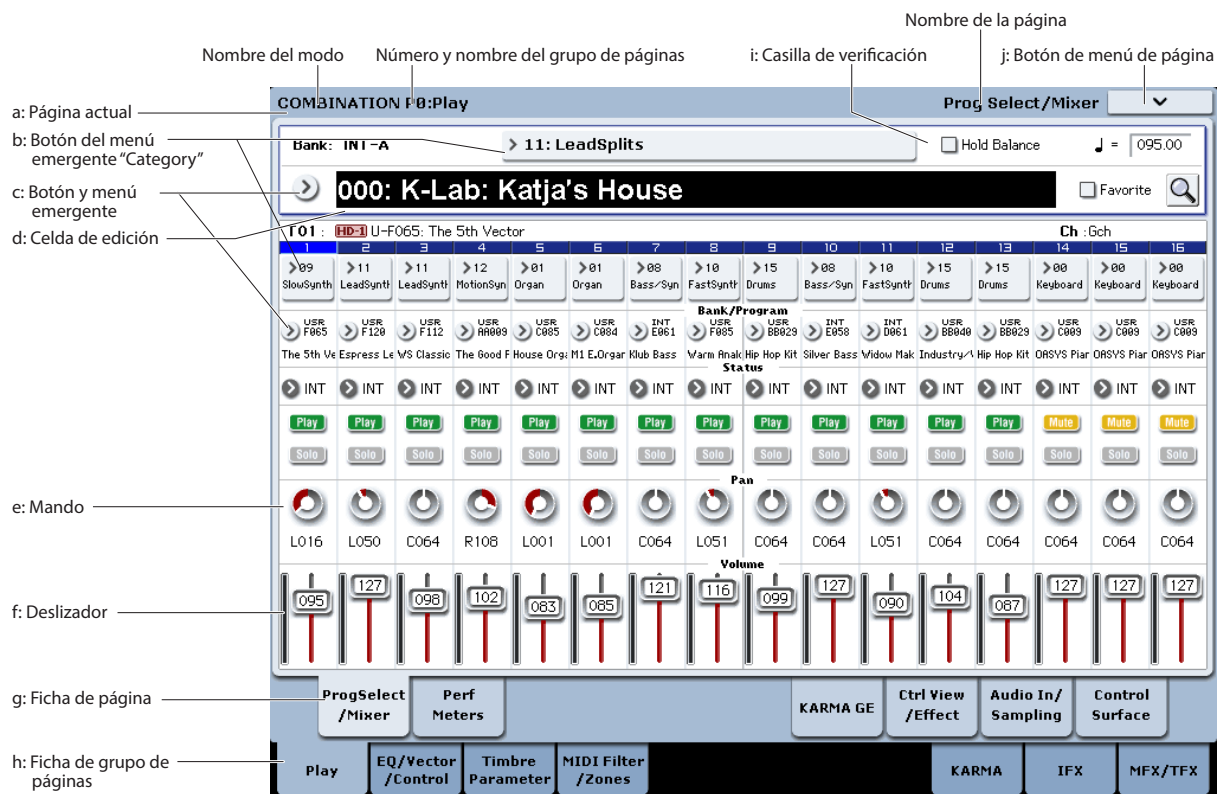 Nombre de la página
Nombre del modo
Número y nombre del grupo de páginas
i: Casilla de verificación
j: Botón de menú de página
a: Página actual
COMBINATION P0:Play
Prog Select/Mixer
b: Botón del menú
emergente “Category”
Bank: INT-A
11: LeadSplits
Hold Balance
♩ = 095.00
c: Botón y menú
emergente
000: K-Lab: Katja's House
Favorite
d: Celda de edición
T01 : HD-1 U-F065: The 5th Vector
Ch :Gch
1 2 3 4 5 6 7 8 9 10 11 12 13 14 15 16
09 11 11 12 01 01 08 10 15 08 10 15 15 00 00 00
SlowSynth LeadSynth LeadSynth MotionSyn Organ Organ Bass/Syn FastSynth Drums Bass/Syn FastSynth Drums Drums Keyboard Keyboard Keyboard
Bank/Program
USR USR USR USR USR USR INT USR USR INT INT USR USR USR USR USR
F065 F120 F112 AA009 C085 C084 E061 F085 BB029 E058 D061 BB040 BB029 C009 C009 C009
The 5th Ve Espress Le WS Classic The Good F House Orga M1 E.Organ Klub Bass Warm Analo Hip Hop Kit Silver Bass Widow Mak Industry/V Hip Hop Kit OASYS Pian OASYS Pian OASYS Pian
Status
INT INT INT INT INT INT INT INT INT INT INT INT INT INT INT INT
Play Play Play Play Play Play Play Play Play Play Play Play Play Mute Mute Mute
Solo Solo Solo Solo Solo Solo Solo Solo Solo Solo Solo Solo Solo Solo Solo Solo
Pan
e: Mando
L016 L050 C064 R108 L001 L001 C064 L051 C064 C064 L051 C064 C064 C064 C064 C064
Volume
f: Deslizador
095 127 098 102 083 085 121 116 099 127 090 104 087 127 127 127
g: Ficha de página
ProgSelect
/Mixer
Perf
Meters
KARMA GE
Ctrl View
/Effect
Audio In/
Sampling
Control
Surface
h: Ficha de grupo de
páginas
Play
EQ/Vector
/Control
Timbre
Parameter
MIDI Filter
/Zones
KARMA
IFX
MFX/TFX